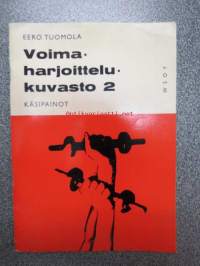 EERO TUOMOLA
Voima-
harjoittelu-
kuvasto 2
KÄSIPAINOT
WSOY